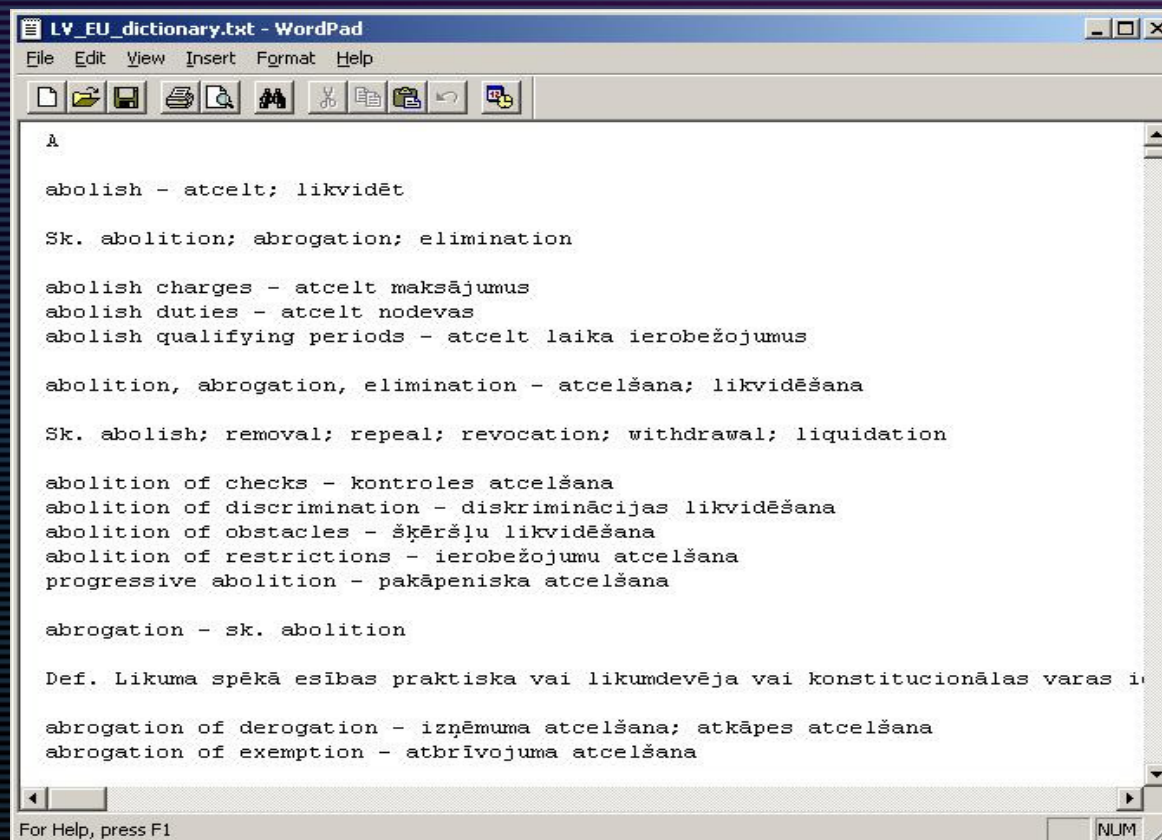 LV_EU_dictionary.txt - WordPad
File Edit View Insert Format Help
A
abolish – atcelt; likvidēt
Sk. abolition; abrogation; elimination
abolish charges – atcelt maksājumus
abolish duties – atcelt nodevas
abolish qualifying periods – atcelt laika ierobežojumus
abolition, abrogation, elimination – atcelšana; likvidēšana
Sk. abolish; removal; repeal; revocation; withdrawal; liquidation
abolition of checks – kontroles atcelšana
abolition of discrimination – diskriminācijas likvidēšana
abolition of obstacles – šķēršļu likvidēšana
abolition of restrictions – ierobežojumu atcelšana
progressive abolition – pakāpeniska atcelšana
abrogation – sk. abolition
Def. Likuma spēkā esības praktiska vai likumdevēja vai konstitucionālas varas
abrogation of derogation – izņēmuma atcelšana; atkāpes atcelšana
abrogation of exemption – atbrīvojuma atcelšana
For Help, press F1 NUM